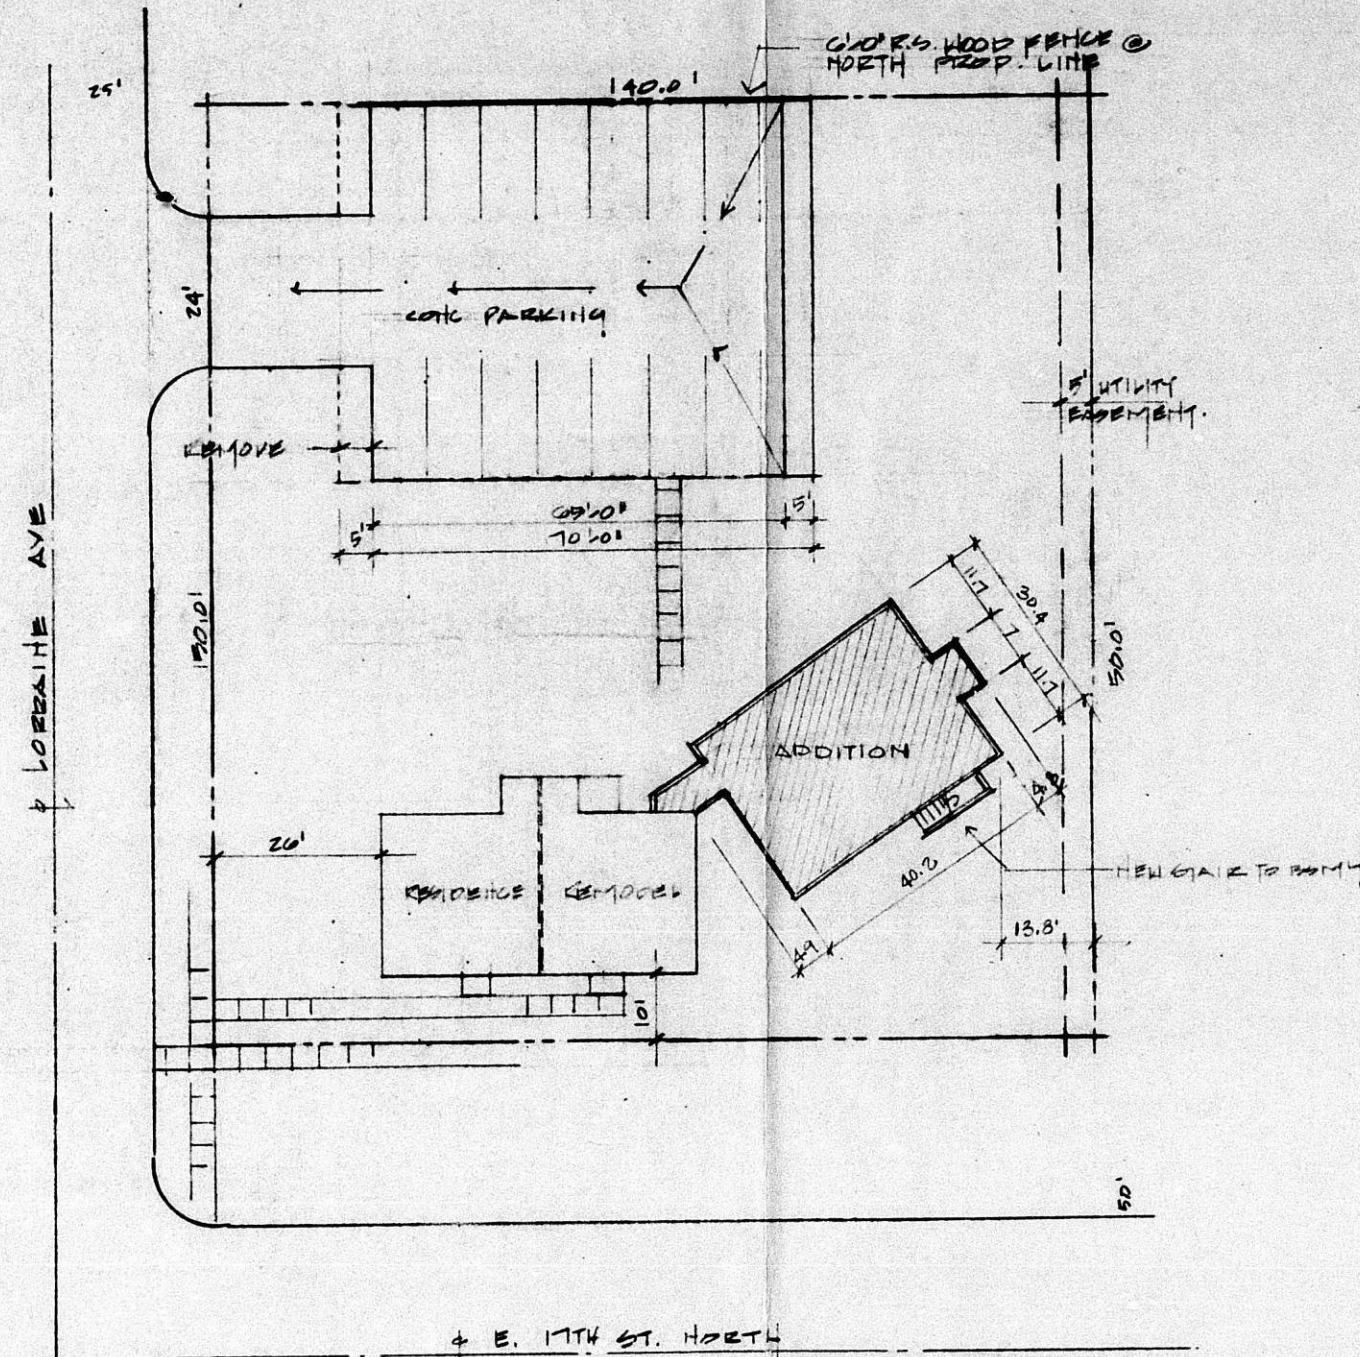 6'-0" R.S. WOOD FENCE @
NORTH PROP. LINE
25'
140.0'
24'
CONC PARKING
5' UTILITY
EASEMENT.
REMOVE
65'-0"
5'
5'
70'-0"
LORRAINE AVE
150.0'
11.7
30.4
7
11.7
50.0'
ADDITION
4.8
26'
RESIDENCE
REMODEL
40.2
NEW STAIR TO BSMT
13.8'
4.9
10'
50'
E. 17TH ST. NORTH